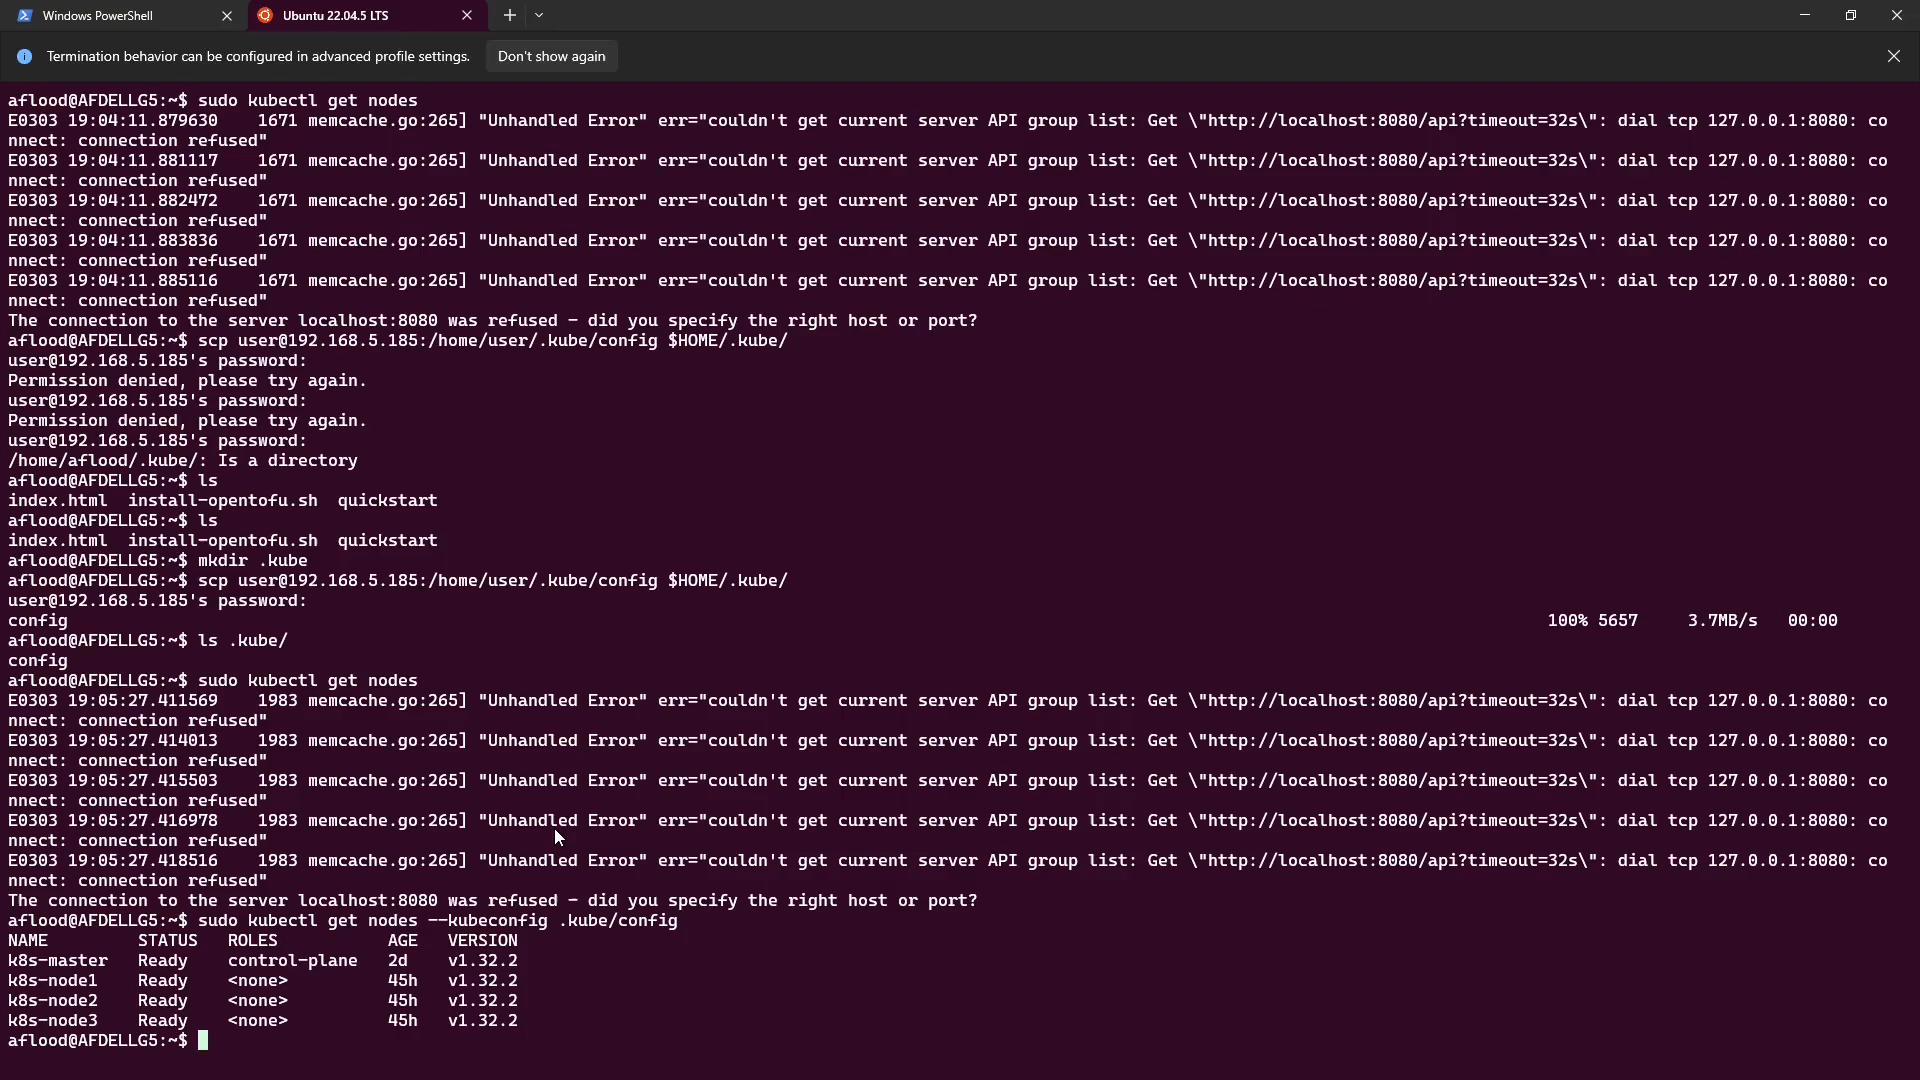 Windows PowerShell
Ubuntu 22.04.5 LTS
Termination behavior can be configured in advanced profile settings. Don't show again
aflood@AFDELLG5:~$ sudo kubectl get nodes
E0303 19:04:11.879630    1671 memcache.go:265] "Unhandled Error" err="couldn't get current server API group list: Get \"http://localhost:8080/api?timeout=32s\": dial tcp 127.0.0.1:8080: co
nnect: connection refused"
E0303 19:04:11.881117    1671 memcache.go:265] "Unhandled Error" err="couldn't get current server API group list: Get \"http://localhost:8080/api?timeout=32s\": dial tcp 127.0.0.1:8080: co
nnect: connection refused"
E0303 19:04:11.882472    1671 memcache.go:265] "Unhandled Error" err="couldn't get current server API group list: Get \"http://localhost:8080/api?timeout=32s\": dial tcp 127.0.0.1:8080: co
nnect: connection refused"
E0303 19:04:11.883836    1671 memcache.go:265] "Unhandled Error" err="couldn't get current server API group list: Get \"http://localhost:8080/api?timeout=32s\": dial tcp 127.0.0.1:8080: co
nnect: connection refused"
E0303 19:04:11.885116    1671 memcache.go:265] "Unhandled Error" err="couldn't get current server API group list: Get \"http://localhost:8080/api?timeout=32s\": dial tcp 127.0.0.1:8080: co
nnect: connection refused"
The connection to the server localhost:8080 was refused - did you specify the right host or port?
aflood@AFDELLG5:~$ scp user@192.168.5.185:/home/user/.kube/config $HOME/.kube/
user@192.168.5.185's password:
Permission denied, please try again.
user@192.168.5.185's password:
Permission denied, please try again.
user@192.168.5.185's password:
/home/aflood/.kube/: Is a directory
aflood@AFDELLG5:~$ ls
index.html  install-opentofu.sh  quickstart
aflood@AFDELLG5:~$ ls
index.html  install-opentofu.sh  quickstart
aflood@AFDELLG5:~$ mkdir .kube
aflood@AFDELLG5:~$ scp user@192.168.5.185:/home/user/.kube/config $HOME/.kube/
user@192.168.5.185's password:
config 100% 5657     3.7MB/s   00:00
aflood@AFDELLG5:~$ ls .kube/
config
aflood@AFDELLG5:~$ sudo kubectl get nodes
E0303 19:05:27.411569    1983 memcache.go:265] "Unhandled Error" err="couldn't get current server API group list: Get \"http://localhost:8080/api?timeout=32s\": dial tcp 127.0.0.1:8080: co
nnect: connection refused"
E0303 19:05:27.414013    1983 memcache.go:265] "Unhandled Error" err="couldn't get current server API group list: Get \"http://localhost:8080/api?timeout=32s\": dial tcp 127.0.0.1:8080: co
nnect: connection refused"
E0303 19:05:27.415503    1983 memcache.go:265] "Unhandled Error" err="couldn't get current server API group list: Get \"http://localhost:8080/api?timeout=32s\": dial tcp 127.0.0.1:8080: co
nnect: connection refused"
E0303 19:05:27.416978    1983 memcache.go:265] "Unhandled Error" err="couldn't get current server API group list: Get \"http://localhost:8080/api?timeout=32s\": dial tcp 127.0.0.1:8080: co
nnect: connection refused"
E0303 19:05:27.418516    1983 memcache.go:265] "Unhandled Error" err="couldn't get current server API group list: Get \"http://localhost:8080/api?timeout=32s\": dial tcp 127.0.0.1:8080: co
nnect: connection refused"
The connection to the server localhost:8080 was refused - did you specify the right host or port?
aflood@AFDELLG5:~$ sudo kubectl get nodes --kubeconfig .kube/config
NAME         STATUS   ROLES           AGE   VERSION
k8s-master   Ready    control-plane   2d    v1.32.2
k8s-node1    Ready    <none>          45h   v1.32.2
k8s-node2    Ready    <none>          45h   v1.32.2
k8s-node3    Ready    <none>          45h   v1.32.2
aflood@AFDELLG5:~$